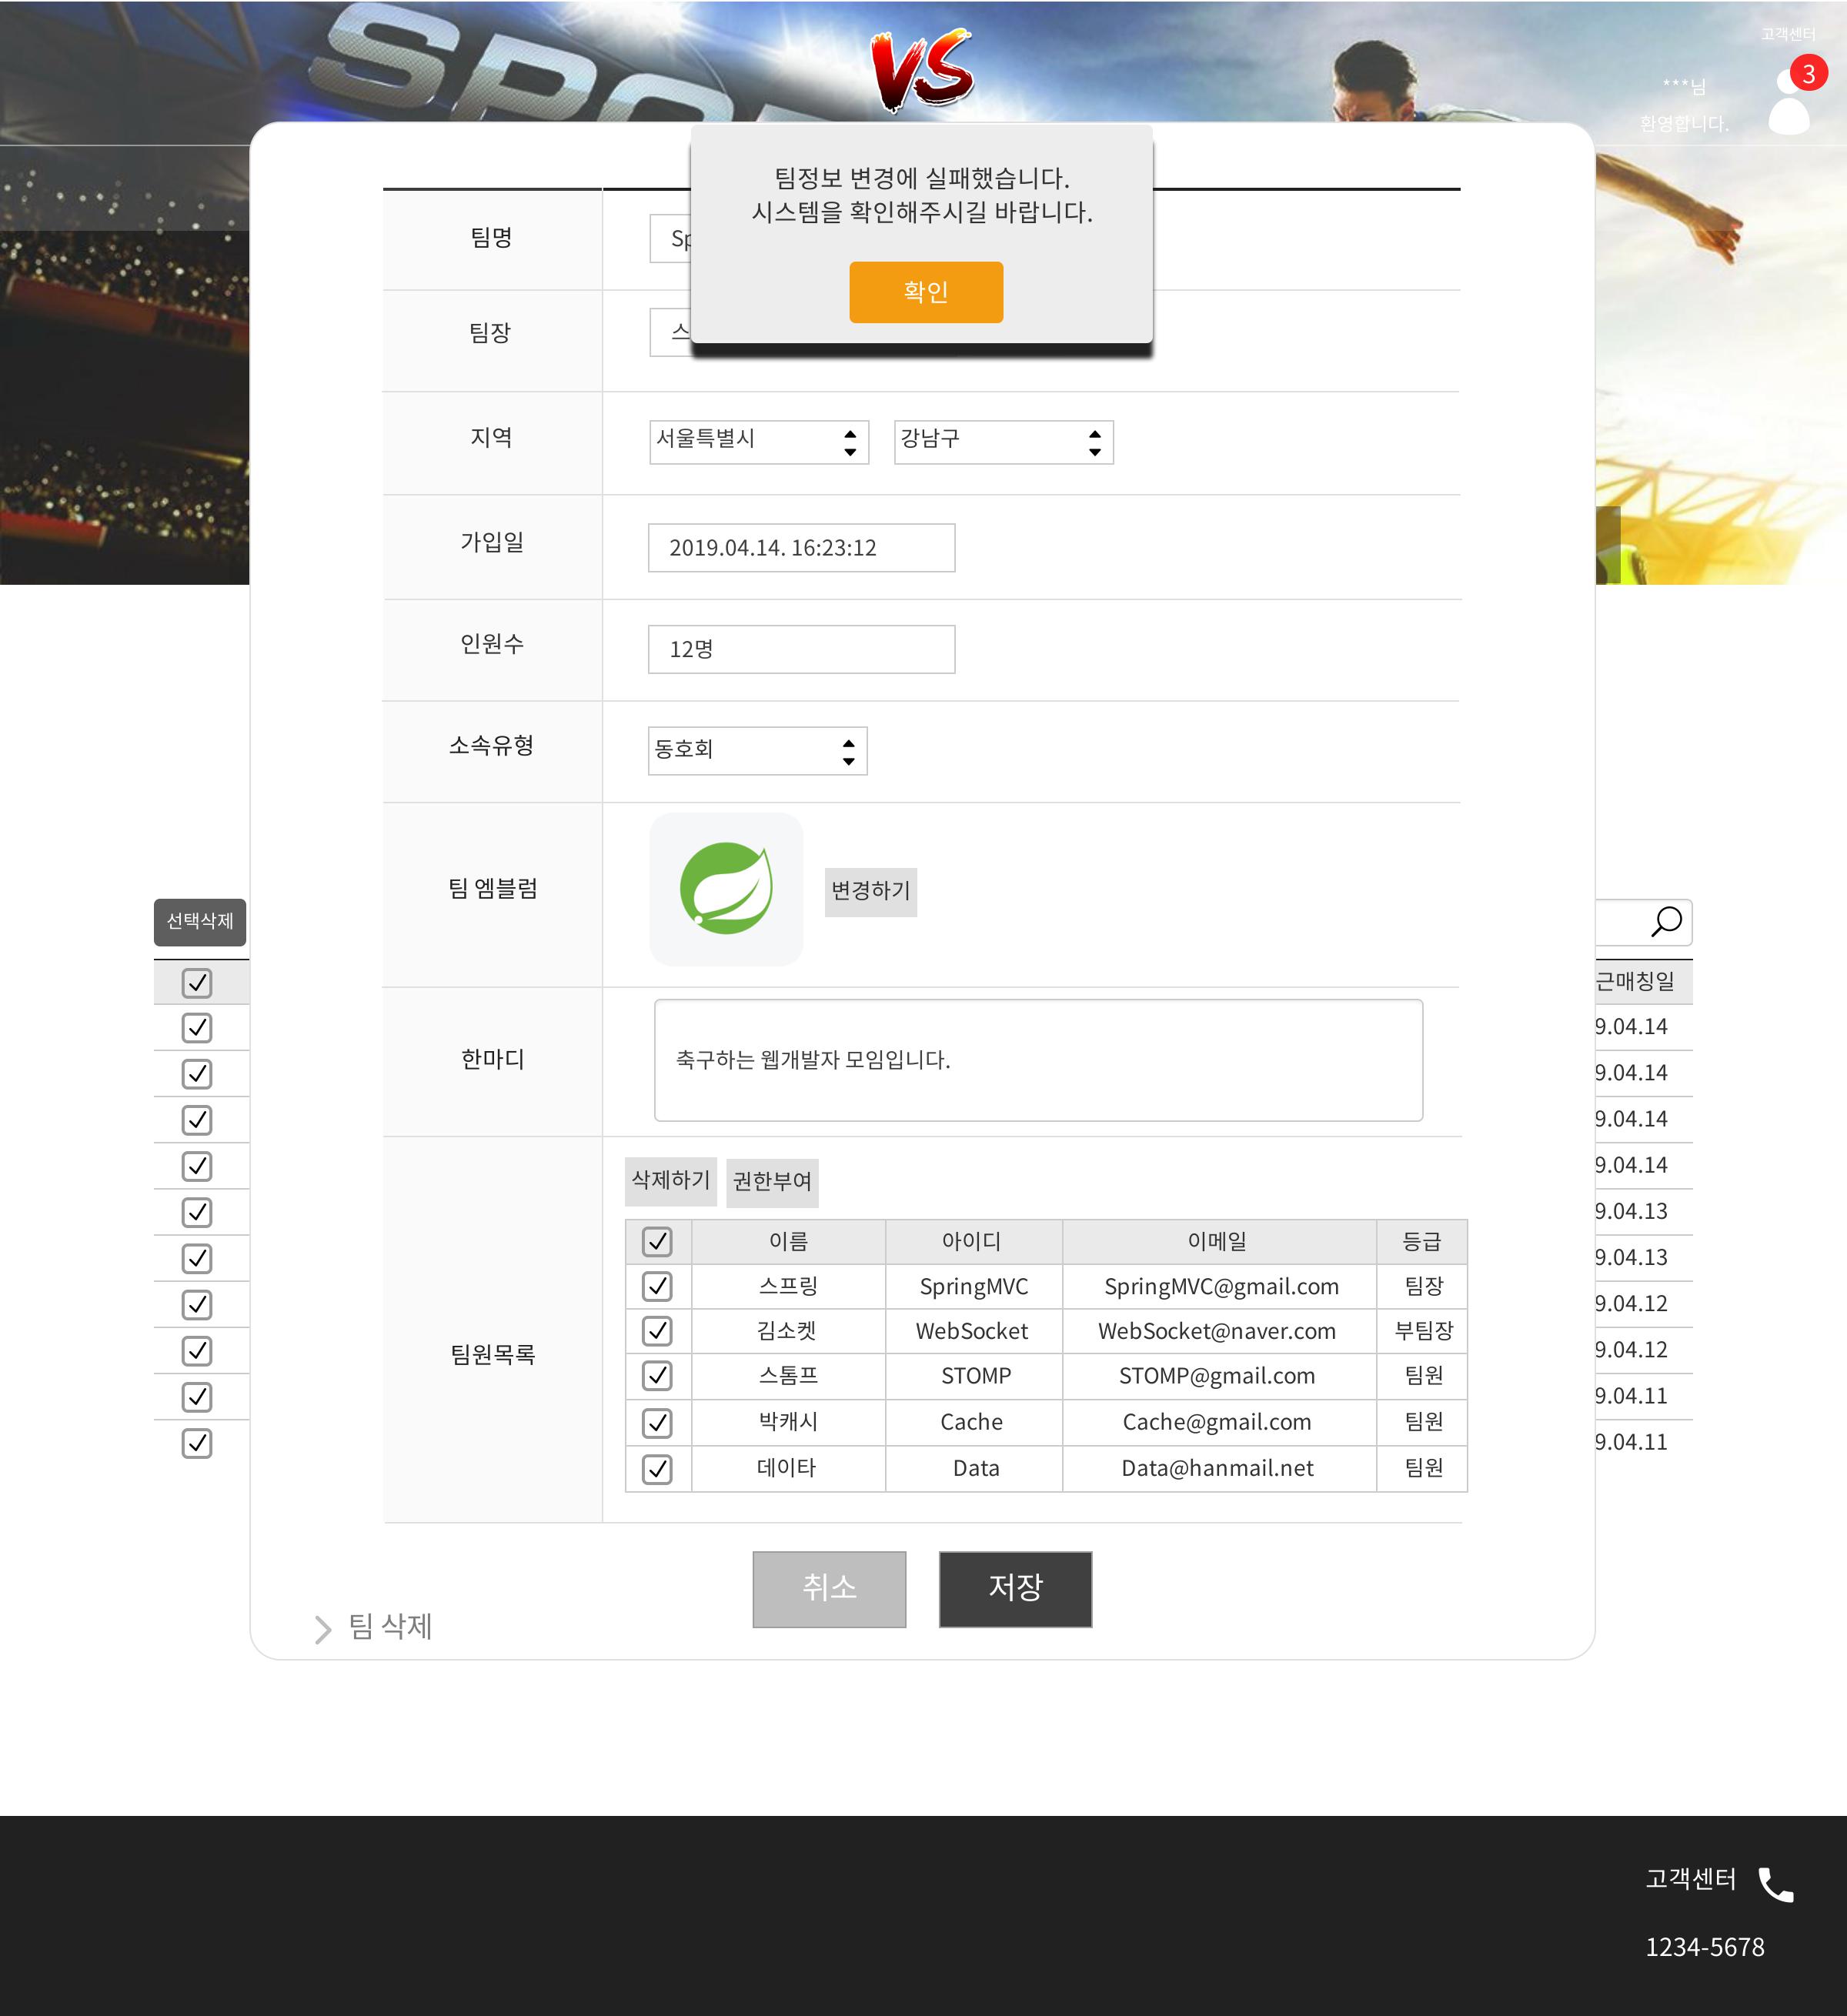 SPO
VS
고객센터
3
***님
환영합니다.
팀정보 변경에 실패했습니다.
시스템을 확인해주시길 바랍니다.
확인
팀명
Sp
팀장
스
지역
서울특별시
강남구
가입일
2019.04.14. 16:23:12
인원수
12명
소속유형
동호회
팀 엠블럼
변경하기
선택삭제
근매칭일
9.04.14
9.04.14
9.04.14
9.04.14
9.04.13
9.04.13
9.04.12
9.04.12
9.04.11
9.04.11
한마디
축구하는 웹개발자 모임입니다.
팀원목록
삭제하기 권한부여
이름 아이디 이메일 등급
스프링 SpringMVC SpringMVC@gmail.com 팀장
김소켓 WebSocket WebSocket@naver.com 부팀장
스톰프 STOMP STOMP@gmail.com 팀원
박캐시 Cache Cache@gmail.com 팀원
데이타 Data Data@hanmail.net 팀원
취소 저장
팀 삭제
고객센터
1234-5678